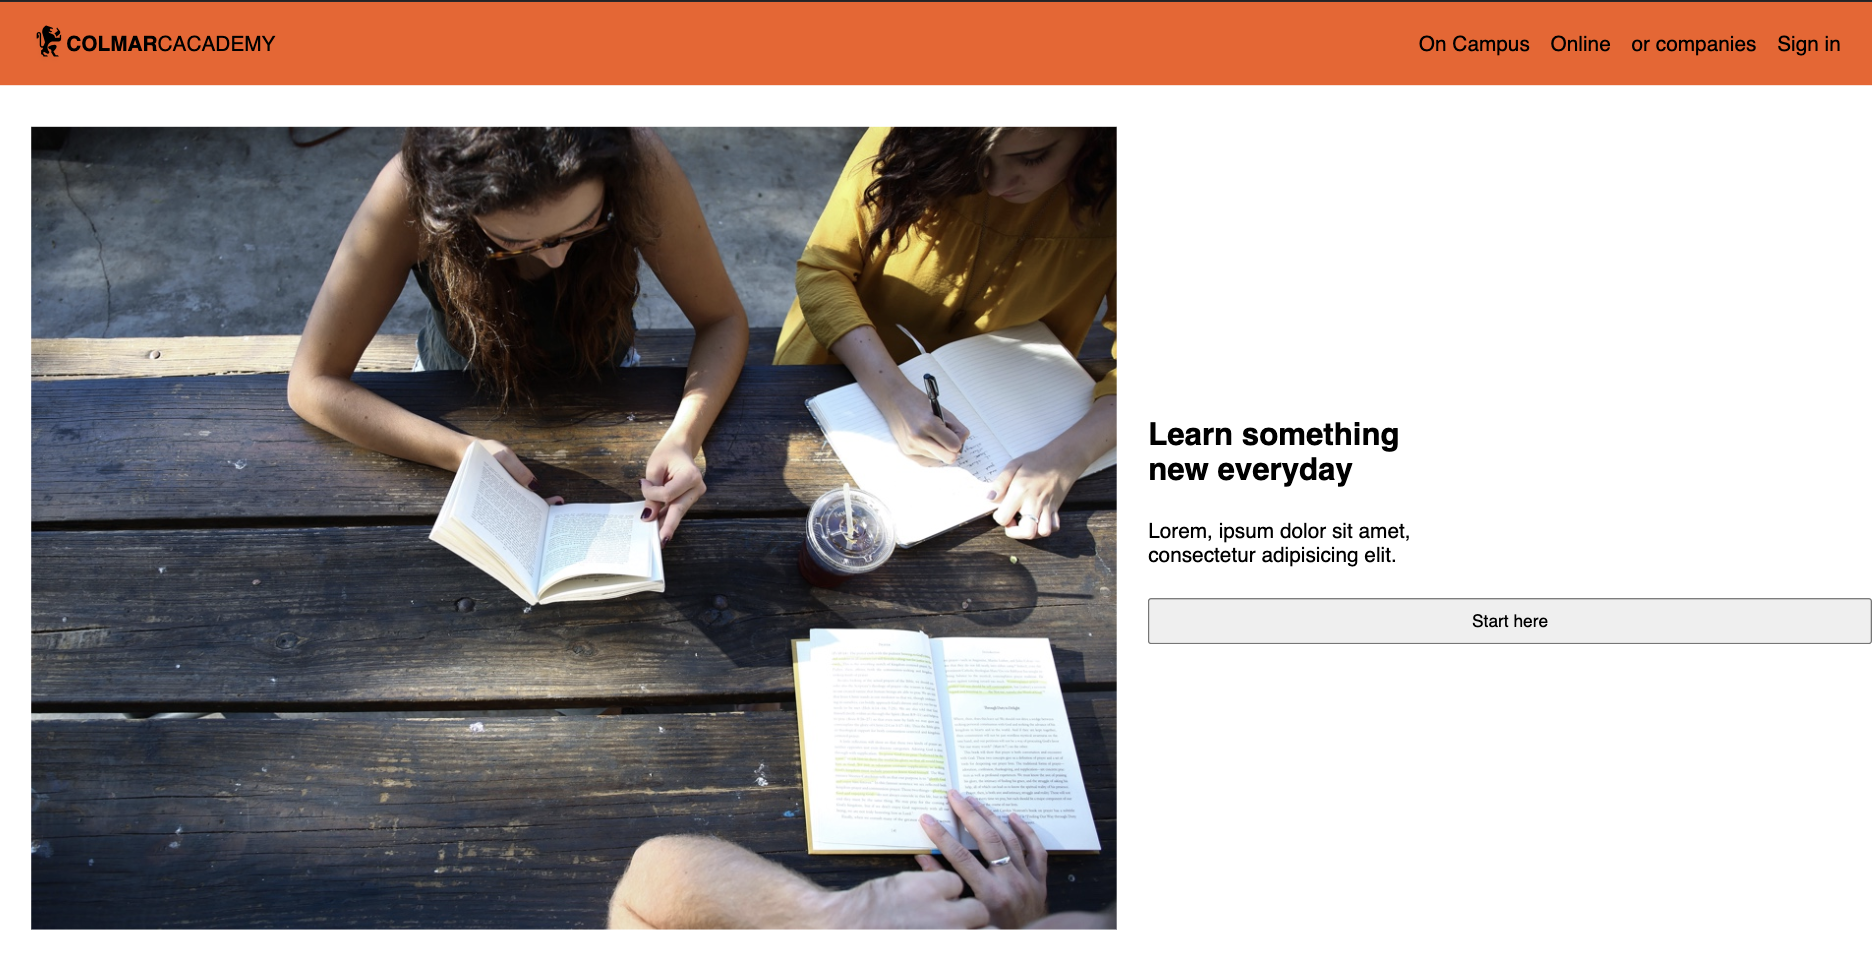 COLMARCACADEMY
On Campus Online or companies Sign in
Learn something
new everyday
Lorem, ipsum dolor sit amet,
consectetur adipisicing elit.
Start here